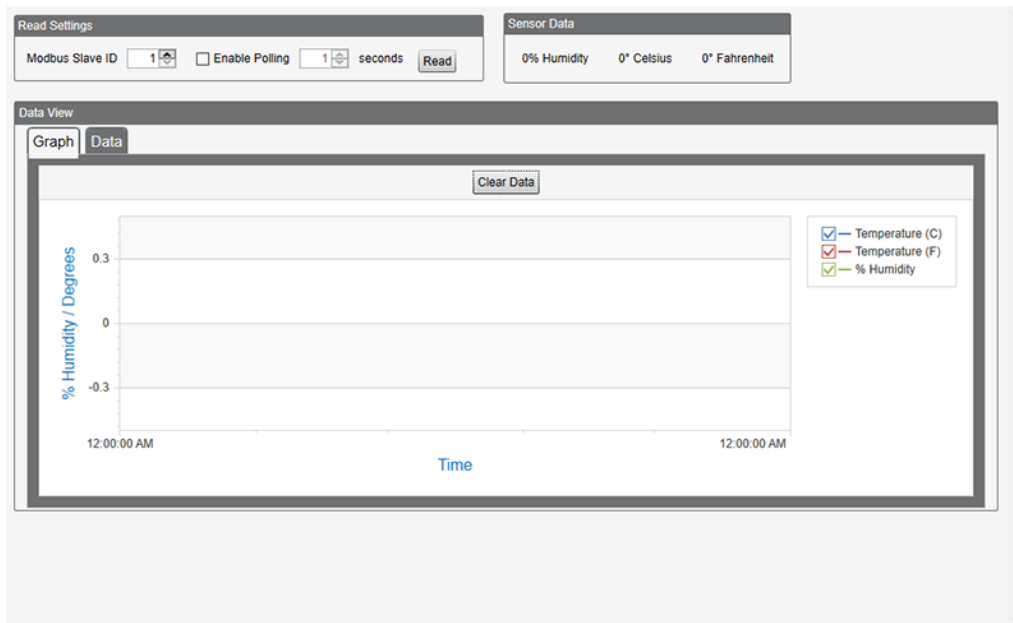 Read Settings
Modbus Slave ID 1 Enable Polling 1 seconds Read
Sensor Data
0% Humidity 0° Celsius 0° Fahrenheit
Data View
Graph Data
Clear Data
% Humidity / Degrees
0.3
0
-0.3
12:00:00 AM 12:00:00 AM
Time
Temperature (C)
Temperature (F)
% Humidity